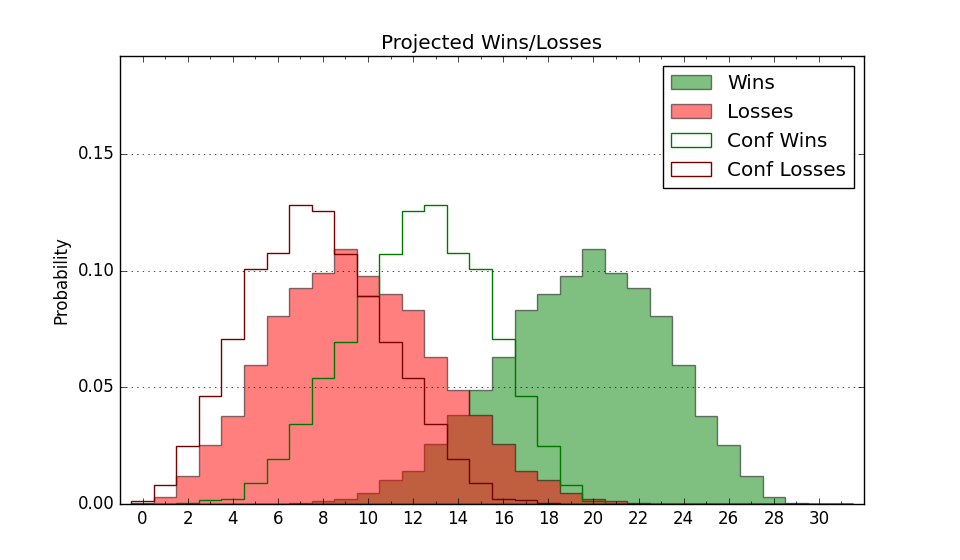 Projected Wins/Losses
Wins
Losses
Conf Wins
Conf Losses
Probability
0.15
0.10
0.05
0.00
0 2 4 6 8 10 12 14 16 18 20 22 24 26 28 30